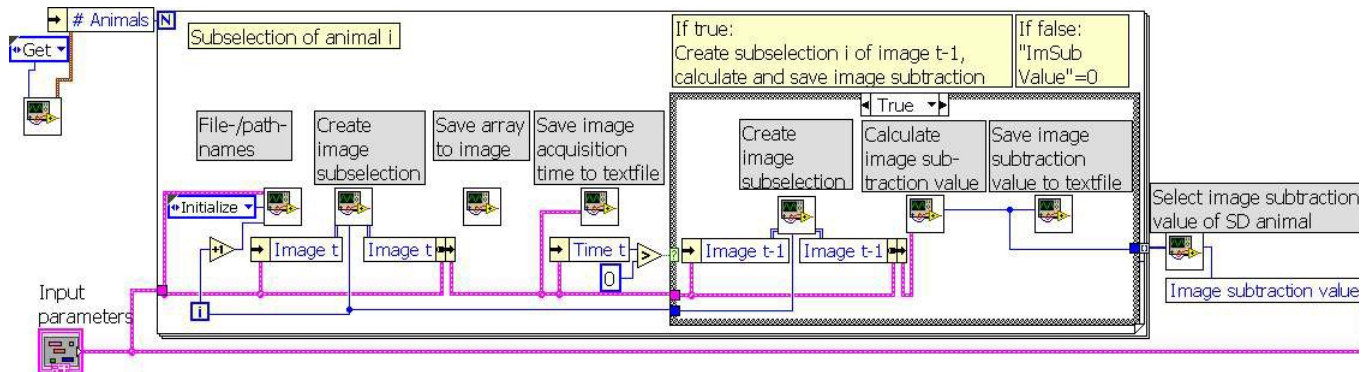 # Animals
N
Get
Subselection of animal i
If true:
Create subselection i of image t-1,
calculate and save image subtraction
If false:
"ImSub
Value"=0
True
File-/path-
names
Create
image
subselection
Save array
to image
Save image
acquisition
time to textfile
Create
image
subselection
Calculate
image sub-
traction value
Save image
subtraction
value to textfile
Select image subtraction
value of SD animal
Initialize
+1
Image t
Image t
Time t
>
0
?
Image t-1
Image t-1
i
Image subtraction value
Input
parameters